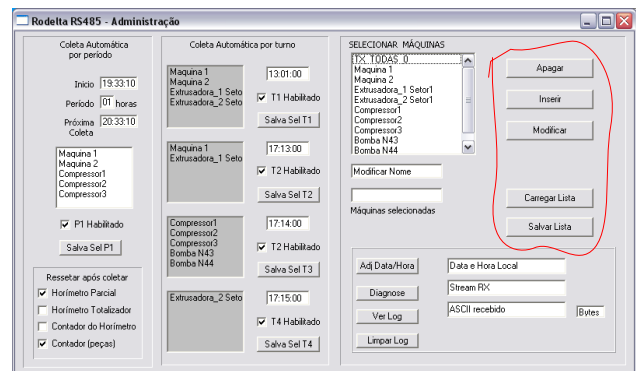 Rodelta RS485 - Administração
Coleta Automática
por período
Inicio 19:33:10
Período 01 horas
Próxima 20:33:10
Coleta
Maquina 1
Maquina 2
Compressor1
Compressor2
Compressor3
P1 Habilitado
Salva Sel P1
Ressetar após coletar
Horímetro Parcial
Horímetro Totalizador
Contador do Horímetro
Contador (peças)
Coleta Automática por turno
Maquina 1
Maquina 2
Extrusadora_1 Seto
Extrusadora_2 Seto
13:01:00
T1 Habilitado
Salva Sel T1
Maquina 1
Extrusadora_1 Seto
17:13:00
T2 Habilitado
Salva Sel T2
Compressor1
Compressor2
Compressor3
Bomba N43
Bomba N44
17:14:00
T2 Habilitado
Salva Sel T3
Extrusadora_2 Seto
17:15:00
T4 Habilitado
Salva Sel T4
SELECIONAR MÁQUINAS
TX_TODAS_0
Maquina 1
Maquina 2
Extrusadora_1 Setor1
Extrusadora_2 Setor1
Compressor1
Compressor2
Compressor3
Bomba N43
Bomba N44
Modificar Nome
Máquinas selecionadas
Apagar
Inserir
Modificar
Carregar Lista
Salvar Lista
Adj Data/Hora
Data e Hora Local
Diagnose
Stream RX
Ver Log
ASCII recebido
Bytes
Limpar Log